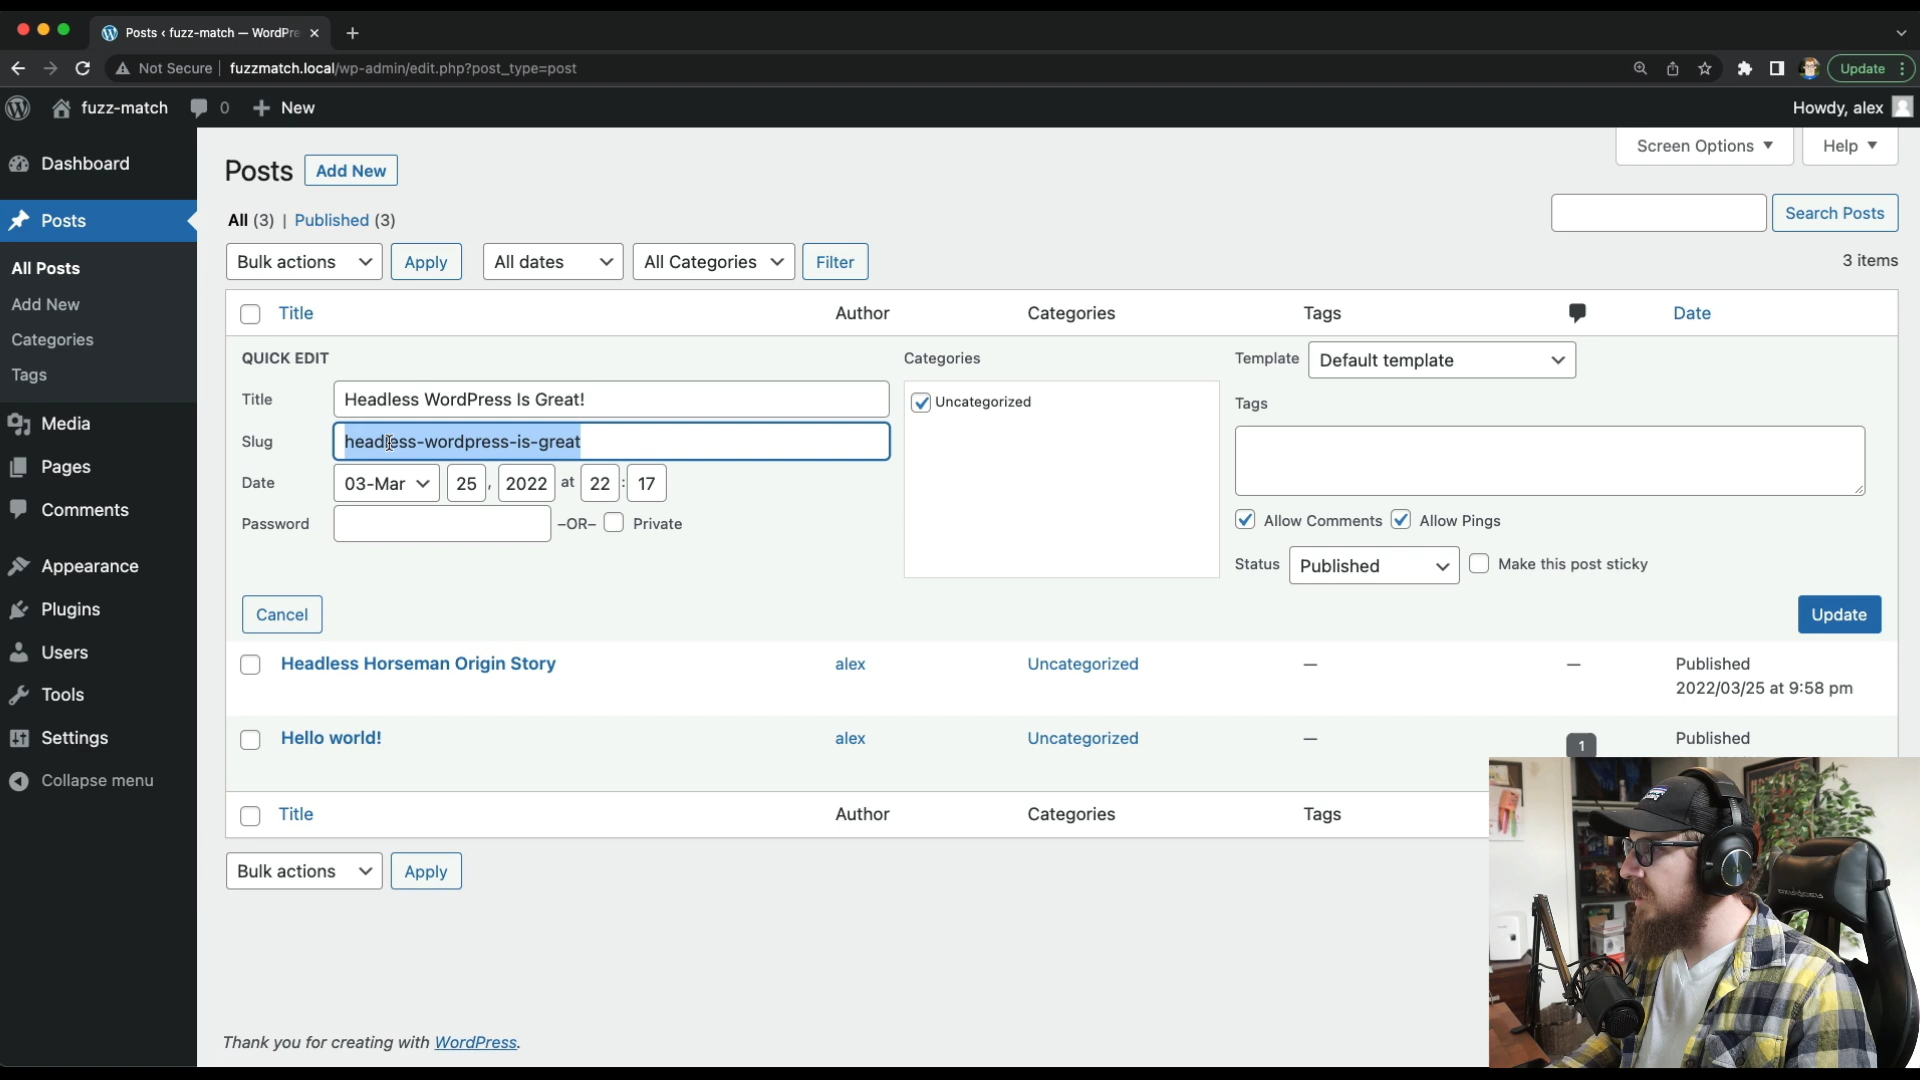 Posts ‹ fuzz-match — WordPre
Not Secure fuzzmatch.local/wp-admin/edit.php?post_type=post
Update
fuzz-match 0 New
Howdy, alex
Dashboard
Posts
All Posts
Add New
Categories
Tags
Media
Pages
Comments
Appearance
Plugins
Users
Tools
Settings
Collapse menu
Screen Options Help
Posts Add New
All (3) | Published (3)
Search Posts
Bulk actions Apply All dates All Categories Filter
3 items
Title Author Categories Tags Date
QUICK EDIT
Title Headless WordPress Is Great!
Slug headless-wordpress-is-great
Date 03-Mar 25 , 2022 at 22 : 17
Password –OR– Private
Categories
Uncategorized
Template Default template
Tags
Allow Comments Allow Pings
Status Published Make this post sticky
Cancel Update
Headless Horseman Origin Story alex Uncategorized — — Published
2022/03/25 at 9:58 pm
Hello world! alex Uncategorized — 1 Published
Title Author Categories Tags
Bulk actions Apply
Thank you for creating with WordPress.